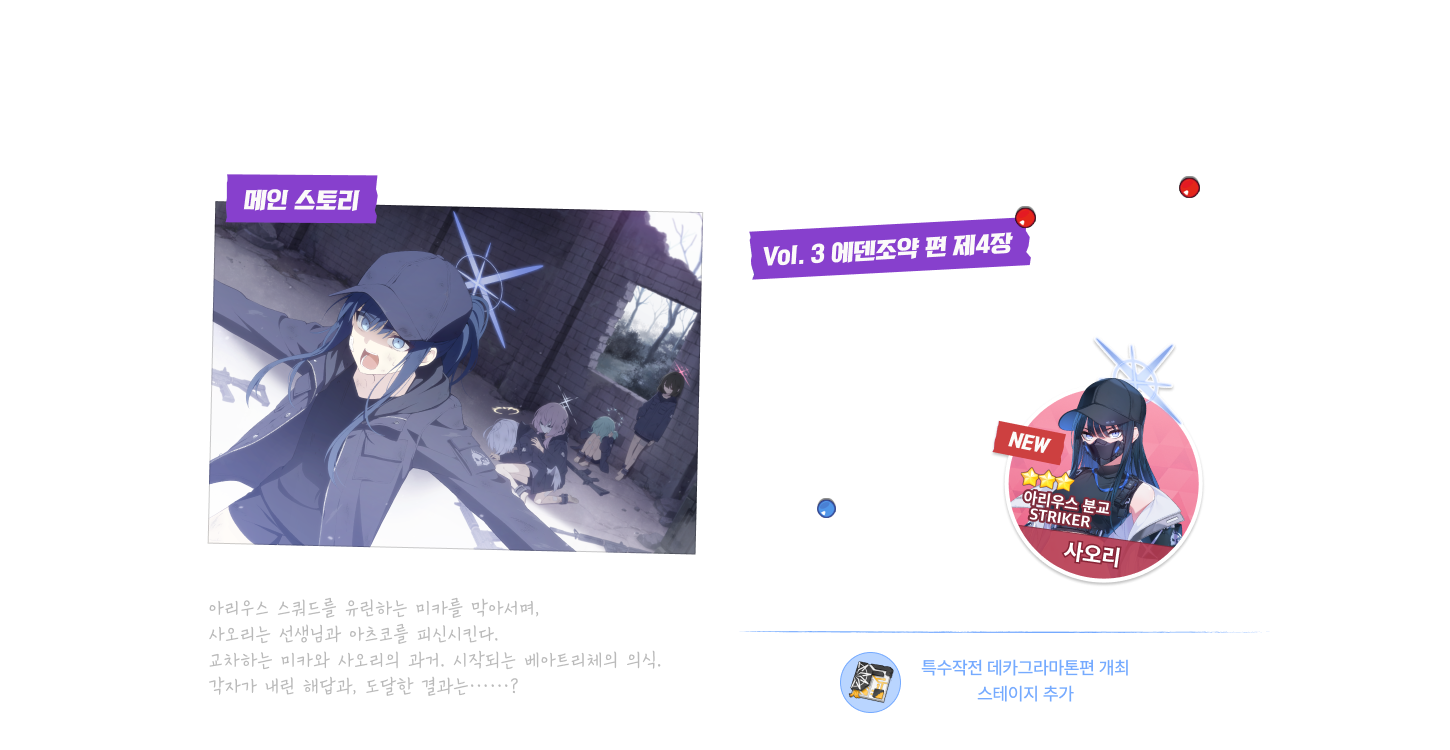 메인 스토리
아리우스 스쿼드를 유린하는 미카를 막아서며,
사오리는 선생님과 아츠코를 피신시킨다.
교차하는 미카와 사오리의 과거. 시작되는 베아트리체의 의식.
각자가 내린 해답과, 도달한 결과는……?
Vol. 3 에덴조약 편 제4장
NEW
아리우스 분교
STRIKER
사오리
특수작전 데카그라마톤편 개최
스테이지 추가